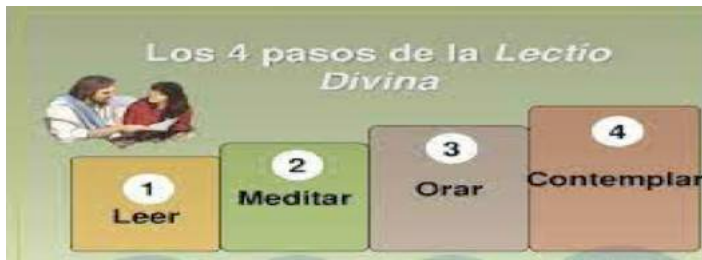 Los 4 pasos de la Lectio
Divina
1
Leer
2
Meditar
3
Orar
4
Contemplar